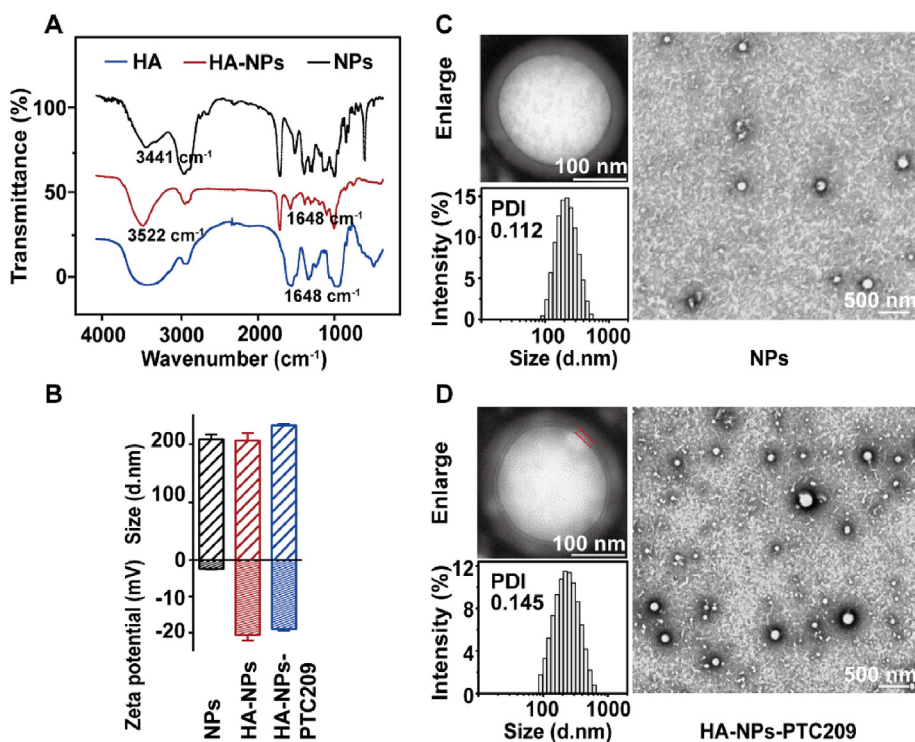 A
HA
HA-NPs
NPs
Transmittance (%)
100
50
0
3441 cm-1
3522 cm-1
1648 cm-1
1648 cm-1
4000
3000
2000
1000
Wavenumber (cm-1)
B
Size (d.nm)
200
100
0
Zeta potential (mV)
-10
-20
NPs
HA-NPs
HA-NPs-
PTC209
C
Enlarge
100 nm
Intensity (%)
15
10
5
0
PDI
0.112
100
1000
Size (d.nm)
500 nm
NPs
D
Enlarge
100 nm
Intensity (%)
12
8
4
0
PDI
0.145
100
1000
Size (d.nm)
500 nm
HA-NPs-PTC209